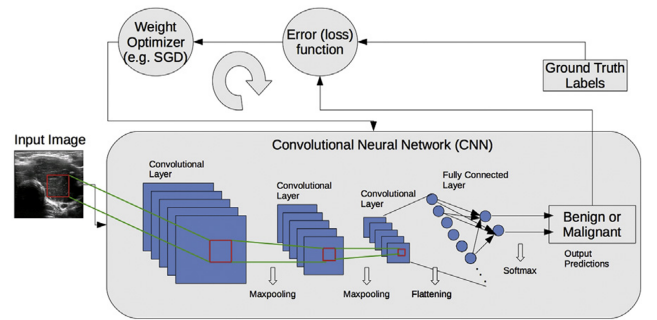 Weight
Optimizer
(e.g. SGD)
Error (loss)
function
Ground Truth
Labels
Input Image
Convolutional Neural Network (CNN)
Convolutional
Layer
Convolutional
Layer
Convolutional
Layer
Fully Connected
Layer
Benign or
Malignant
Output
Predictions
Softmax
Maxpooling
Maxpooling
Flattening